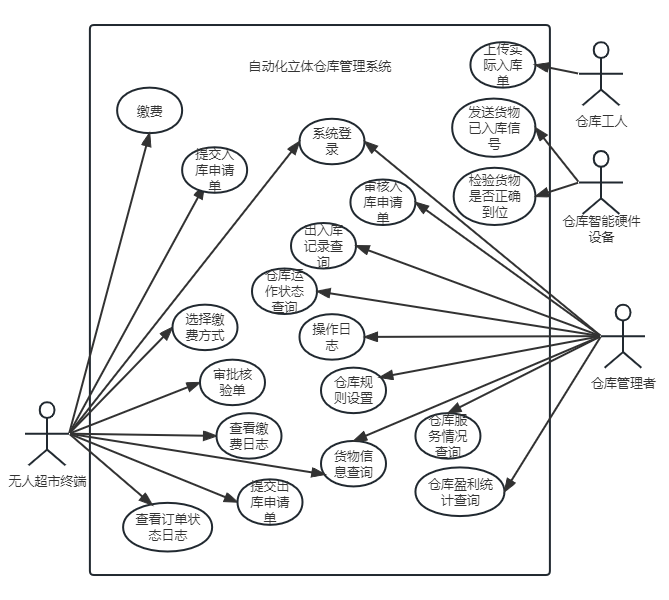 自动化立体仓库管理系统
上传实
际入库
单
仓库工人
缴费
发送货物
已入库信
号
系统登
录
提交入
库申请
单
检验货物
是否正确
到位
仓库智能硬件
设备
审核入
库申请
单
出入库
记录查
询
仓库运
作状态
查询
选择缴
费方式
操作日
志
仓库管理者
审批核
验单
仓库规
则设置
查看缴
费日志
仓库服
务情况
查询
货物信
息查询
无人超市终端
提交出
库申请
单
仓库盈利统
计查询
查看订单状
态日志